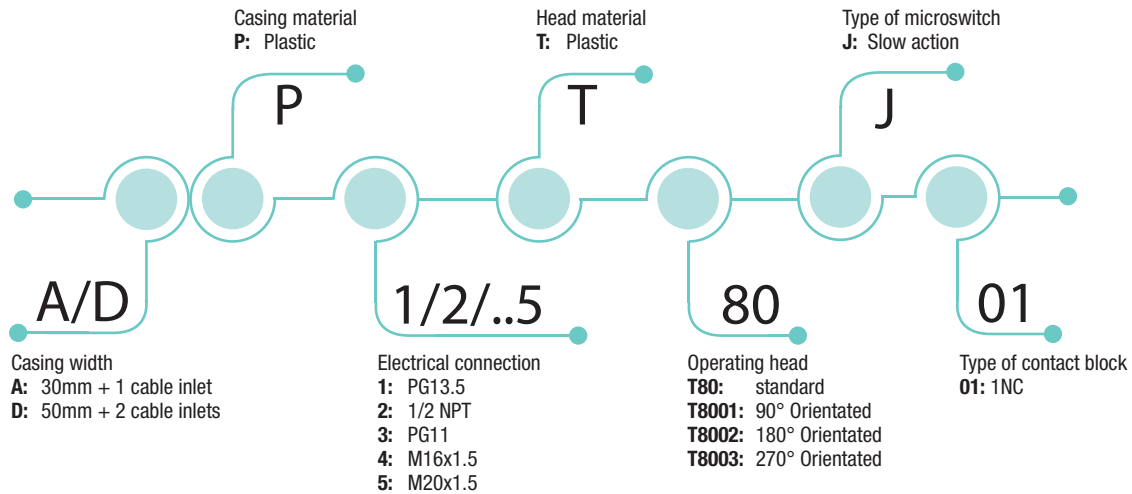 Casing material
P: Plastic
Head material
T: Plastic
Type of microswitch
J: Slow action
P
T
J
A/D
1/2/..5
80
01
Casing width
A: 30mm + 1 cable inlet
D: 50mm + 2 cable inlets
Electrical connection
1: PG13.5
2: 1/2 NPT
3: PG11
4: M16x1.5
5: M20x1.5
Operating head
T80: standard
T8001: 90° Orientated
T8002: 180° Orientated
T8003: 270° Orientated
Type of contact block
01: 1NC